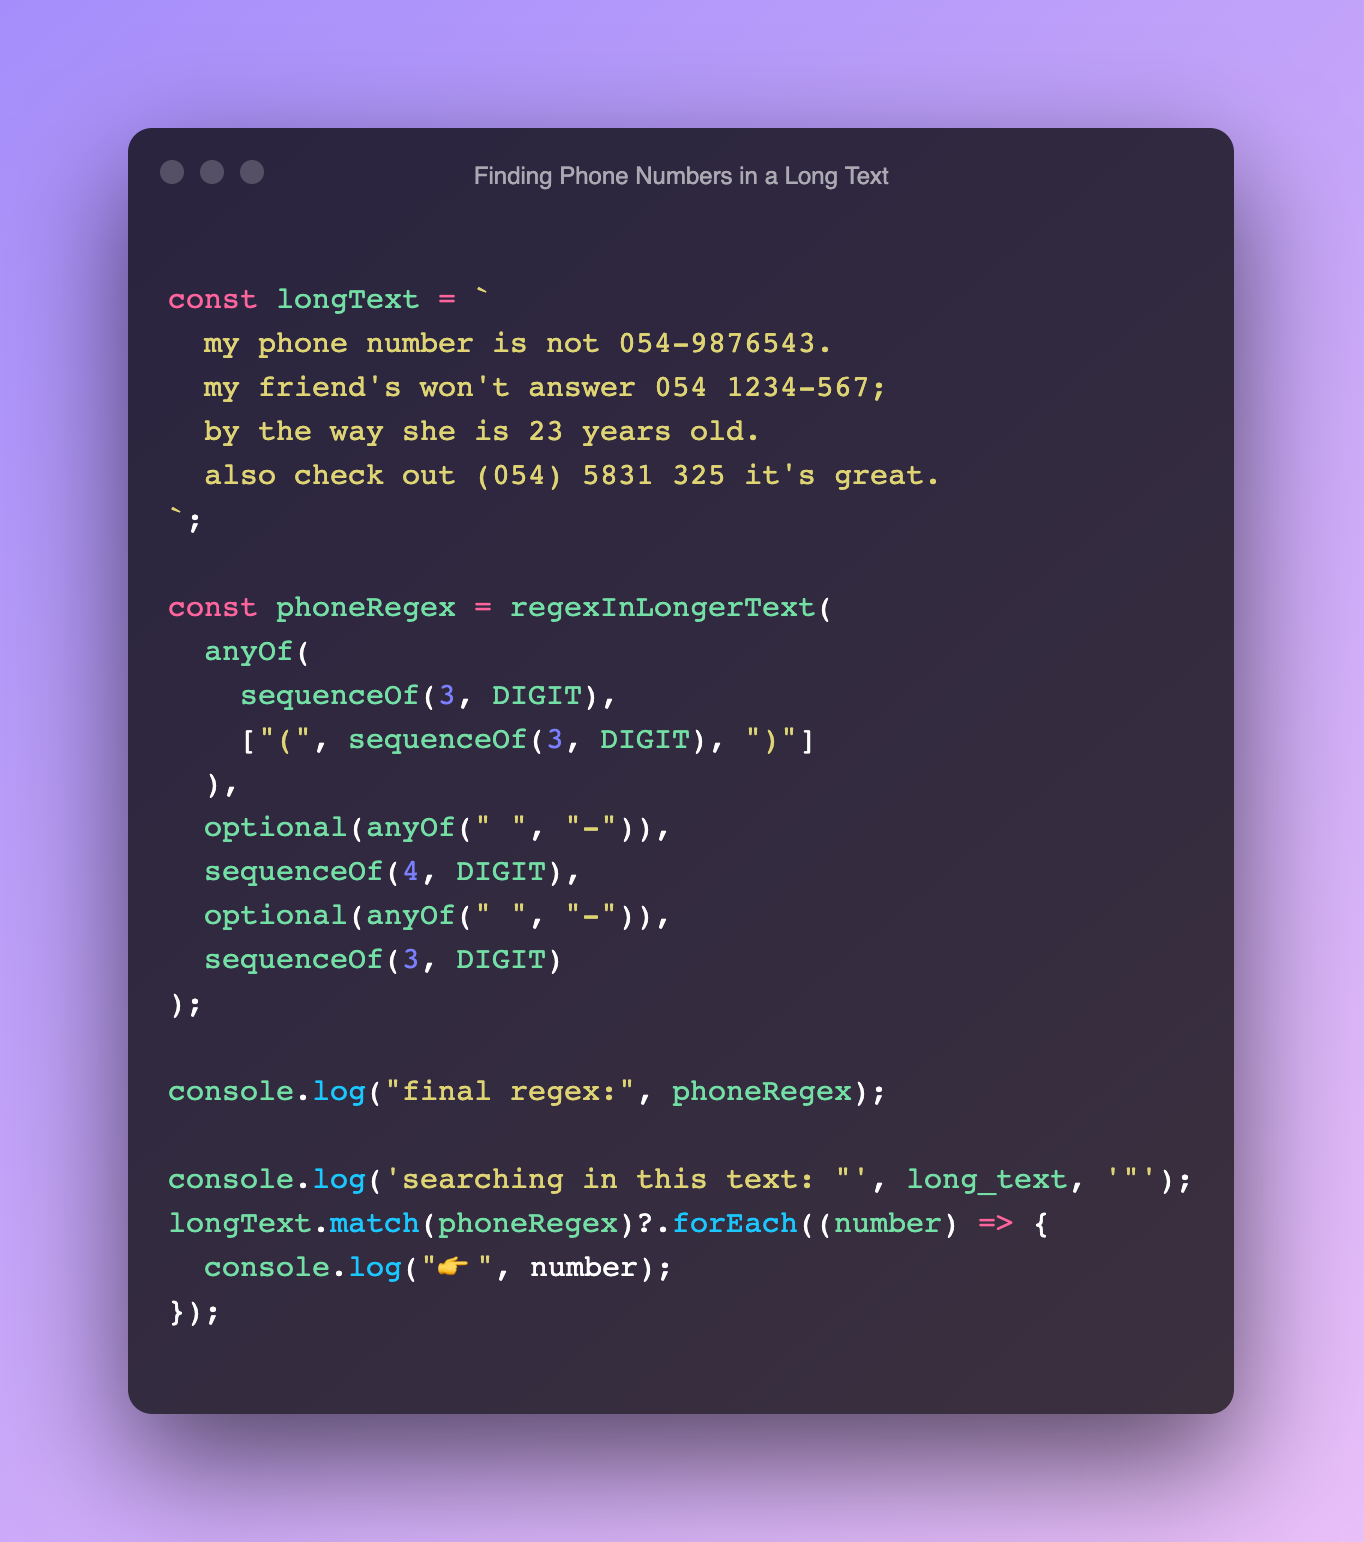 Finding Phone Numbers in a Long Text
const longText = `
  my phone number is not 054-9876543.
  my friend's won't answer 054 1234-567;
  by the way she is 23 years old.
  also check out (054) 5831 325 it's great.
`;
const phoneRegex = regexInLongerText(
  anyOf(
    sequenceOf(3, DIGIT),
    ["(", sequenceOf(3, DIGIT), ")"]
  ),
  optional(anyOf(" ", "-")),
  sequenceOf(4, DIGIT),
  optional(anyOf(" ", "-")),
  sequenceOf(3, DIGIT)
);
console.log("final regex:", phoneRegex);
console.log('searching in this text: "', long_text, '"');
longText.match(phoneRegex)?.forEach((number) => {
  console.log("👉 ", number);
});